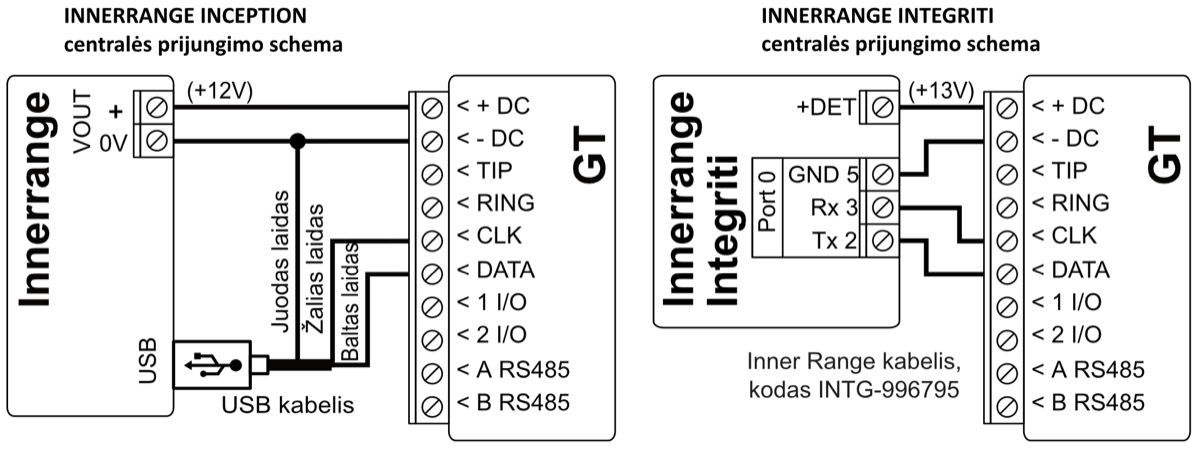 INNERRANGE INCEPTION
centralės prijungimo schema
Innerrange
VOUT
+
0V
(+12V)
< + DC
< - DC
< TIP
< RING
< CLK
< DATA
< 1 I/O
< 2 I/O
< A RS485
< B RS485
GT
Juodas laidas
Žalias laidas
Baltas laidas
USB
USB kabelis
INNERRANGE INTEGRITI
centralės prijungimo schema
Innerrange
Integriti
+DET
(+13V)
Port 0
GND 5
Rx 3
Tx 2
< + DC
< - DC
< TIP
< RING
< CLK
< DATA
< 1 I/O
< 2 I/O
< A RS485
< B RS485
GT
Inner Range kabelis,
kodas INTG-996795